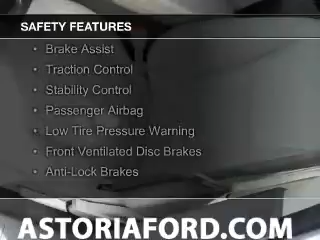 SAFETY FEATURES
• Brake Assist
• Traction Control
• Stability Control
• Passenger Airbag
• Low Tire Pressure Warning
• Front Ventilated Disc Brakes
• Anti-Lock Brakes
ASTORIAFORD.COM